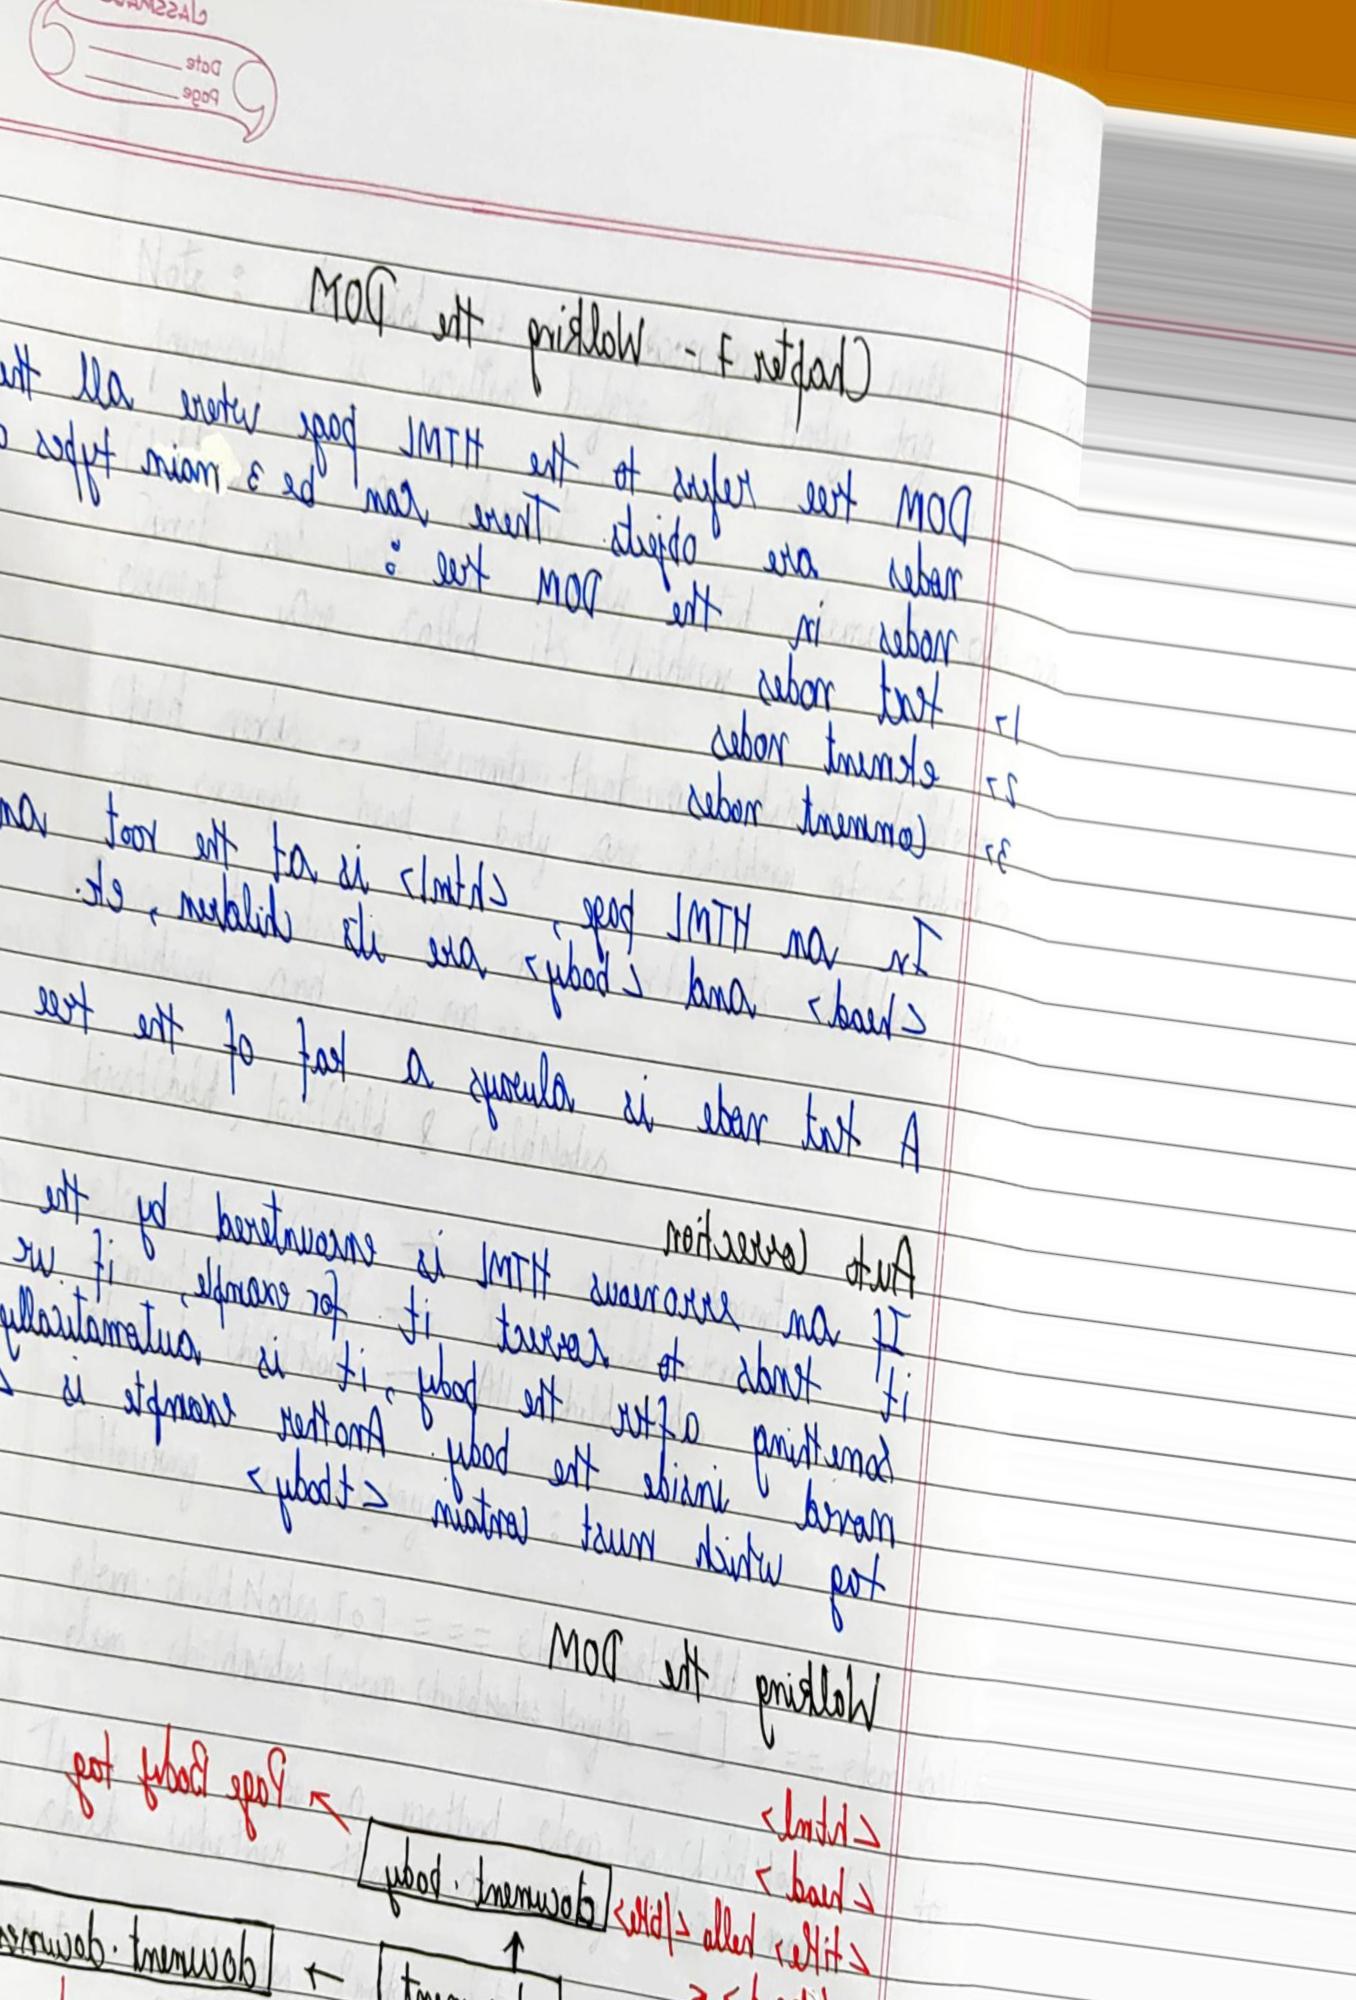 classmate
Date
Page
Chapter 7 - Walking the DOM
DOM tree refers to the HTML page where all the
nodes are objects. There can be 3 main types
nodes in the DOM tree :
1→ text nodes
2→ element nodes
3→ comment nodes
In an HTML page, <html> is at the root
<head> and <body> are its children, etc.
A text node is always a leaf of the tree
Auto correction
If an erroneous HTML is encountered by the
it tends to correct it for example, if we
something after the body, it is automatically
moved inside the body. Another example is
tag which must contain <tbody>
Walking the DOM
<html>
<head>
<title> hello </title>
document.body → Page Body tag